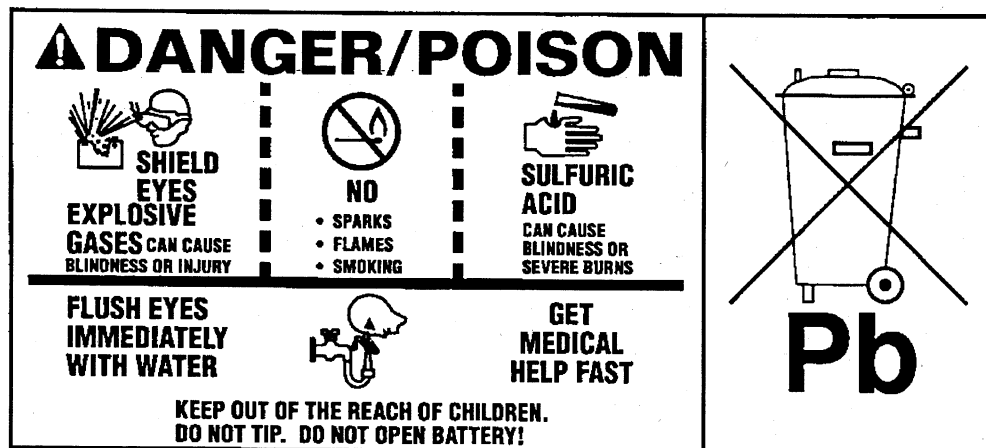 DANGER/POISON
SHIELD
EYES
EXPLOSIVE
GASES CAN CAUSE
BLINDNESS OR INJURY
NO
• SPARKS
• FLAMES
• SMOKING
SULFURIC
ACID
CAN CAUSE
BLINDNESS OR
SEVERE BURNS
FLUSH EYES
IMMEDIATELY
WITH WATER
GET
MEDICAL
HELP FAST
KEEP OUT OF THE REACH OF CHILDREN.
DO NOT TIP. DO NOT OPEN BATTERY!
Pb